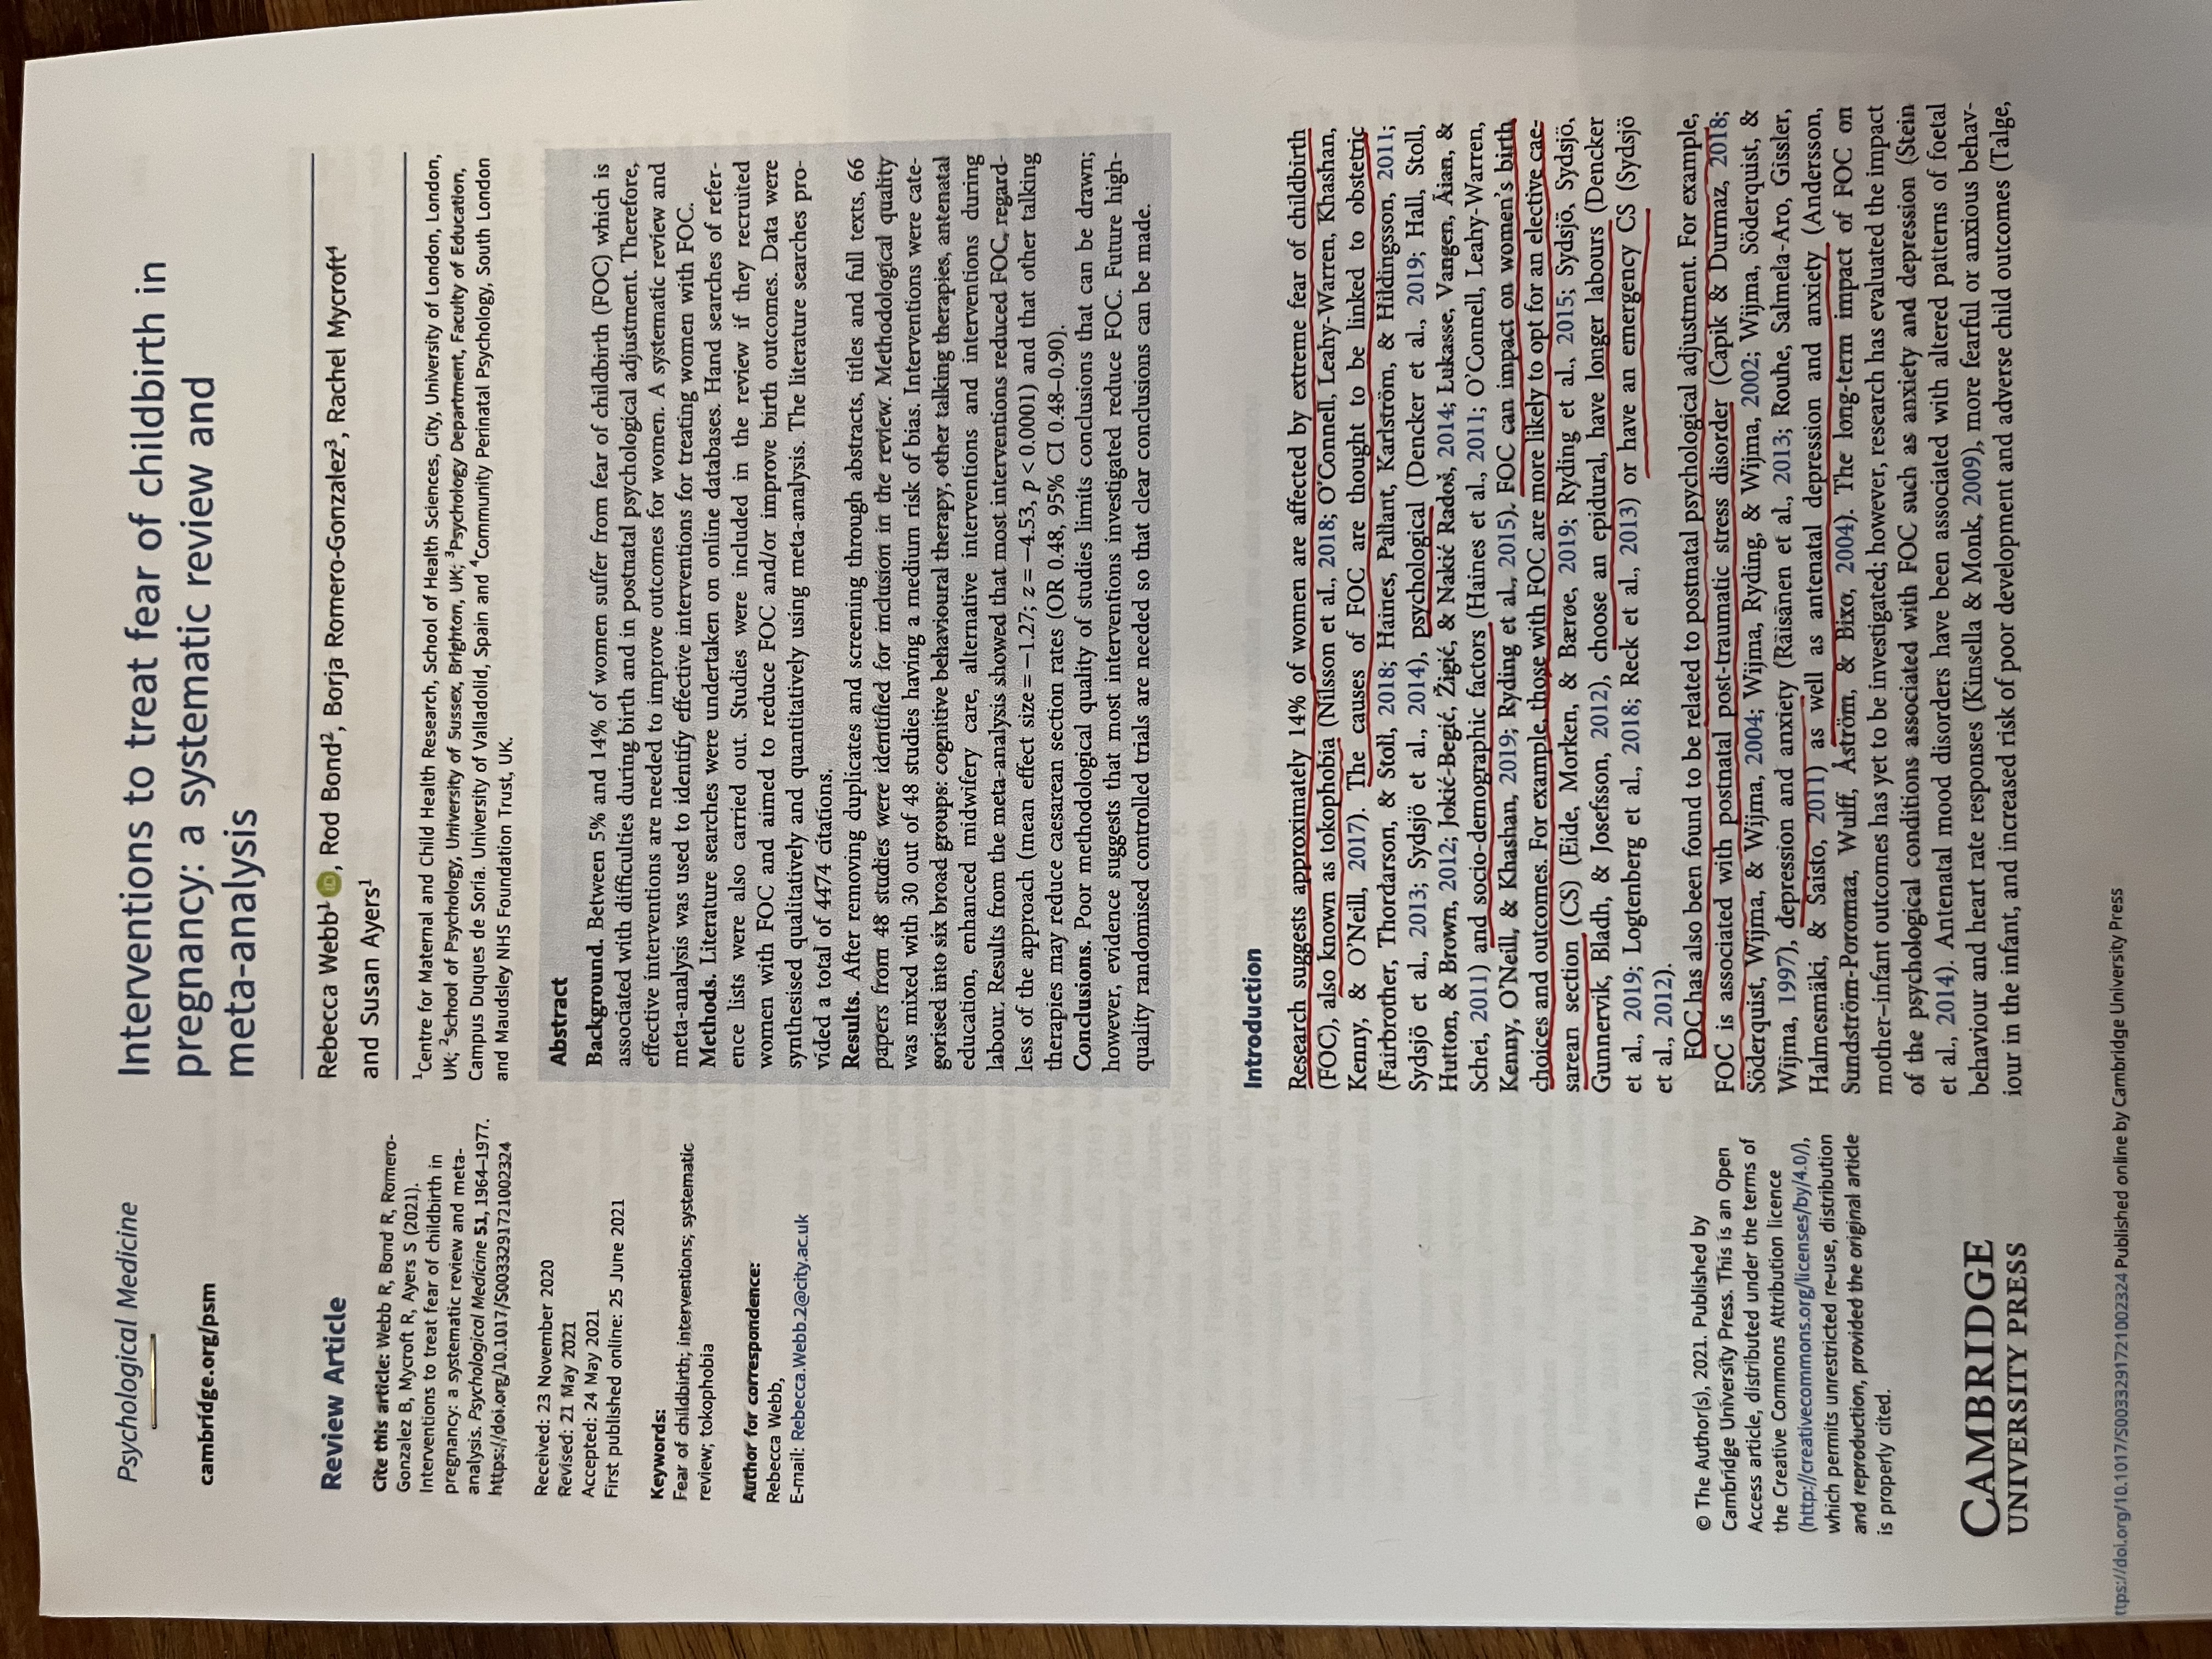 Psychological Medicine
cambridge.org/psm
Interventions to treat fear of childbirth in
pregnancy: a systematic review and
meta-analysis
Review Article
Cite this article: Webb R, Bond R, Romero-
Gonzalez B, Mycroft R, Ayers S (2021).
Interventions to treat fear of childbirth in
pregnancy: a systematic review and meta-
analysis. Psychological Medicine 51, 1964–1977.
https://doi.org/10.1017/S0033291721002324
Received: 23 November 2020
Revised: 21 May 2021
Accepted: 24 May 2021
First published online: 25 June 2021
Keywords:
Fear of childbirth; interventions; systematic
review; tokophobia
Author for correspondence:
Rebecca Webb,
E-mail: Rebecca.Webb.2@city.ac.uk
Rebecca Webb¹ iD, Rod Bond², Borja Romero-Gonzalez³, Rachel Mycroft⁴
and Susan Ayers¹
¹Centre for Maternal and Child Health Research, School of Health Sciences, City, University of London, London,
UK; ²School of Psychology, University of Sussex, Brighton, UK; ³Psychology Department, Faculty of Education,
Campus Duques de Soria. University of Valladolid, Spain and ⁴Community Perinatal Psychology, South London
and Maudsley NHS Foundation Trust, UK.
Abstract
Background. Between 5% and 14% of women suffer from fear of childbirth (FOC) which is
associated with difficulties during birth and in postnatal psychological adjustment. Therefore,
effective interventions are needed to improve outcomes for women. A systematic review and
meta-analysis was used to identify effective interventions for treating women with FOC.
Methods. Literature searches were undertaken on online databases. Hand searches of refer-
ence lists were also carried out. Studies were included in the review if they recruited
women with FOC and aimed to reduce FOC and/or improve birth outcomes. Data were
synthesised qualitatively and quantitatively using meta-analysis. The literature searches pro-
vided a total of 4474 citations.
Results. After removing duplicates and screening through abstracts, titles and full texts, 66
papers from 48 studies were identified for inclusion in the review. Methodological quality
was mixed with 30 out of 48 studies having a medium risk of bias. Interventions were cate-
gorised into six broad groups: cognitive behavioural therapy, other talking therapies, antenatal
education, enhanced midwifery care, alternative interventions and interventions during
labour. Results from the meta-analysis showed that most interventions reduced FOC, regard-
less of the approach (mean effect size = −1.27; z = −4.53, p < 0.0001) and that other talking
therapies may reduce caesarean section rates (OR 0.48, 95% CI 0.48–0.90).
Conclusions. Poor methodological quality of studies limits conclusions that can be drawn;
however, evidence suggests that most interventions investigated reduce FOC. Future high-
quality randomised controlled trials are needed so that clear conclusions can be made.
Introduction
Research suggests approximately 14% of women are affected by extreme fear of childbirth
(FOC), also known as tokophobia (Nilsson et al., 2018; O'Connell, Leahy-Warren, Khashan,
Kenny, & O'Neill, 2017). The causes of FOC are thought to be linked to obstetric
(Fairbrother, Thordarson, & Stoll, 2018; Haines, Pallant, Karlström, & Hildingsson, 2011;
Sydsjö et al., 2013; Sydsjö et al., 2014), psychological (Dencker et al., 2019; Hall, Stoll,
Hutton, & Brown, 2012; Jokić-Begić, Žigić, & Nakić Radoš, 2014; Lukasse, Vangen, Āian, &
Schei, 2011) and socio-demographic factors (Haines et al., 2011; O'Connell, Leahy-Warren,
Kenny, O'Neill, & Khashan, 2019; Ryding et al., 2015). FOC can impact on women's birth
choices and outcomes. For example, those with FOC are more likely to opt for an elective cae-
sarean section (CS) (Eide, Morken, & Bærøe, 2019; Ryding et al., 2015; Sydsjö, Sydsjö,
Gunnervik, Bladh, & Josefsson, 2012), choose an epidural, have longer labours (Dencker
et al., 2019; Logtenberg et al., 2018; Reck et al., 2013) or have an emergency CS (Sydsjö
et al., 2012).
FOC has also been found to be related to postnatal psychological adjustment. For example,
FOC is associated with postnatal post-traumatic stress disorder (Capik & Durmaz, 2018;
Söderquist, Wijma, & Wijma, 2004; Wijma, Ryding, & Wijma, 2002; Wijma, Söderquist, &
Wijma, 1997), depression and anxiety (Räisänen et al., 2013; Rouhe, Salmela-Aro, Gissler,
Halmesmäki, & Saisto, 2011) as well as antenatal depression and anxiety (Andersson,
Sundström-Poromaa, Wulff, Åström, & Bixo, 2004). The long-term impact of FOC on
mother–infant outcomes has yet to be investigated; however, research has evaluated the impact
of the psychological conditions associated with FOC such as anxiety and depression (Stein
et al., 2014). Antenatal mood disorders have been associated with altered patterns of foetal
behaviour and heart rate responses (Kinsella & Monk, 2009), more fearful or anxious behav-
iour in the infant, and increased risk of poor development and adverse child outcomes (Talge,
© The Author(s), 2021. Published by
Cambridge University Press. This is an Open
Access article, distributed under the terms of
the Creative Commons Attribution licence
(http://creativecommons.org/licenses/by/4.0/),
which permits unrestricted re-use, distribution
and reproduction, provided the original article
is properly cited.
CAMBRIDGE
UNIVERSITY PRESS
ttps://doi.org/10.1017/S0033291721002324 Published online by Cambridge University Press